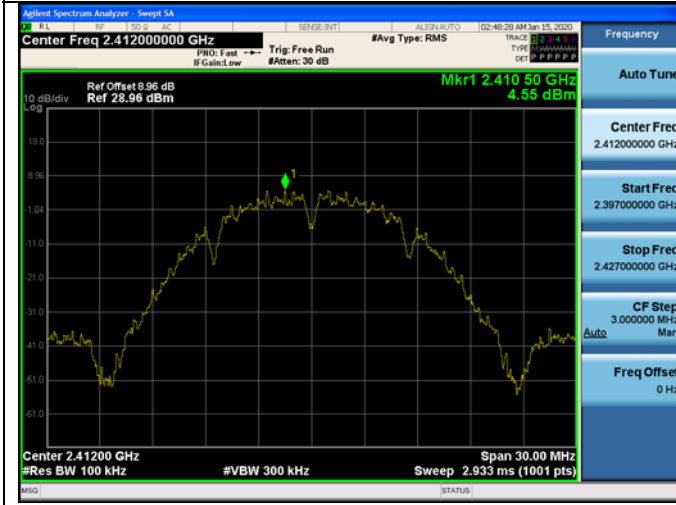 Agilent Spectrum Analyzer - Swept SA
RL RF 50 Ω AC SENSE:INT ALIGNAUTO 02:48:28 AM Jan 15, 2020
Center Freq 2.412000000 GHz #Avg Type: RMS TRACE 1 2 3 4 5 6
PNO: Fast Trig: Free Run TYPE M
IFGain:Low #Atten: 30 dB DET P P P P P P
Mkr1 2.410 50 GHz
4.55 dBm
Ref Offset 8.96 dB
10 dB/div Ref 28.96 dBm
Log
19.0
8.96
-1.04
-11.0
-21.0
-31.0
-41.0
-51.0
-61.0
1
Center 2.41200 GHz Span 30.00 MHz
#Res BW 100 kHz #VBW 300 kHz Sweep 2.933 ms (1001 pts)
MSG STATUS
Frequency
Auto Tune
Center Freq
2.412000000 GHz
Start Freq
2.397000000 GHz
Stop Freq
2.427000000 GHz
CF Step
3.000000 MHz
Auto Man
Freq Offset
0 Hz